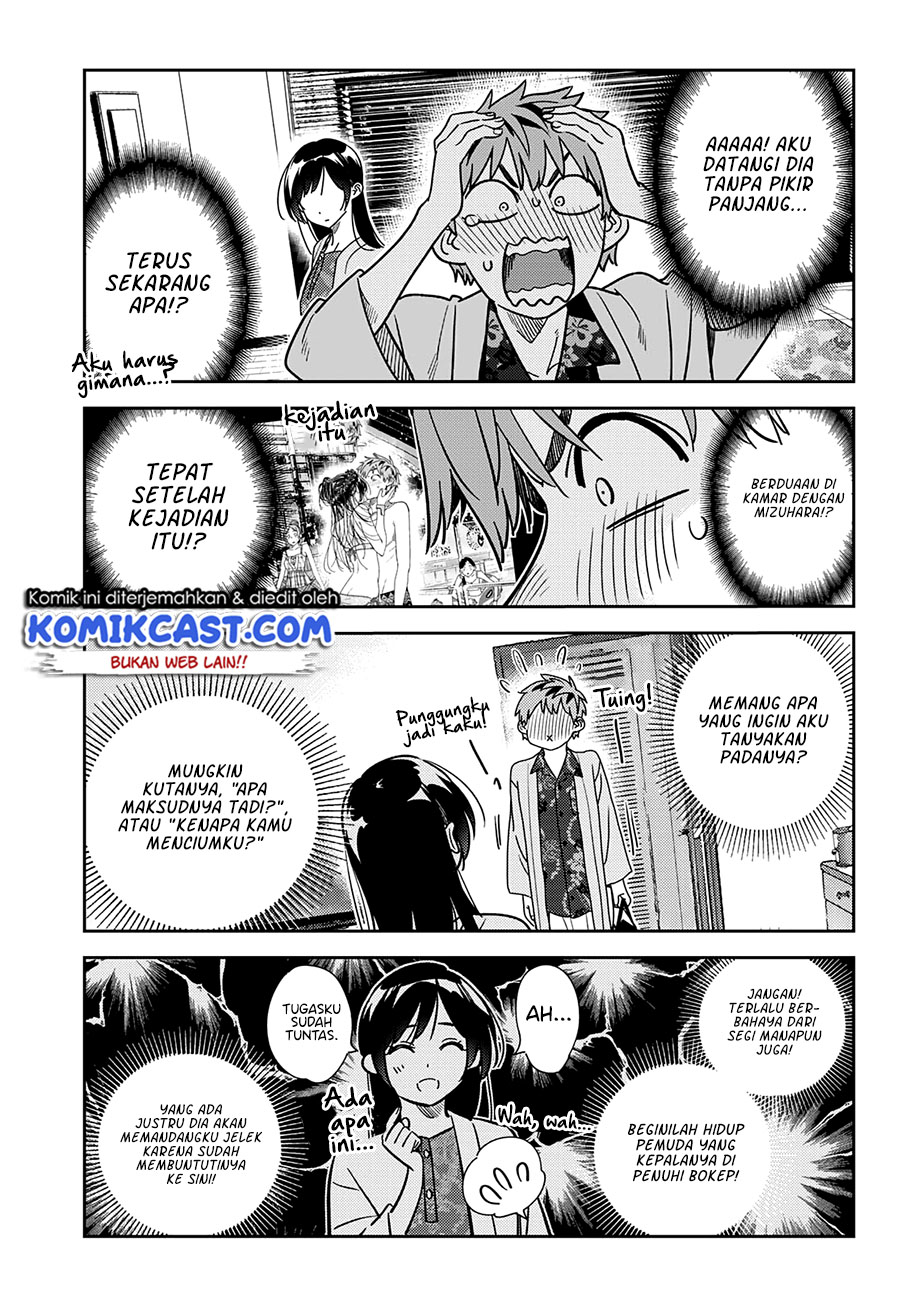 AAAAA! AKU
DATANGI DIA
TANPA PIKIR
PANJANG...
TERUS
SEKARANG
APA!?
Aku harus
gimana....
BERDUAAN DI
KAMAR DENGAN
MIZUHARA!?
kejadian
itu
TEPAT
SETELAH
KEJADIAN
ITU!?
Komik ini diterjemahkan & diedit oleh
KOMIKCAST.COM
BUKAN WEB LAIN!!
MEMANG APA
YANG INGIN AKU
TANYAKAN
PADANYA?
Tuing!
Punggungku
jadi kaku!
MUNGKIN
KUTANYA, "APA
MAKSUDNYA TADI?",
ATAU "KENAPA KAMU
MENCIUMKU?"
JANGAN!
TERLALU BER-
BAHAYA DARI
SEGI MANAPUN
JUGA!
BEGINILAH HIDUP
PEMUDA YANG
KEPALANYA DI
PENUHI BOKEP!
AH...
Wah, wah...
TUGASKU
SUDAH
TUNTAS.
Ada
apa
ini...
YANG ADA
JUSTRU DIA AKAN
MEMANDANGKU JELEK
KARENA SUDAH
MEMBUNTUTINYA
KE SINI!